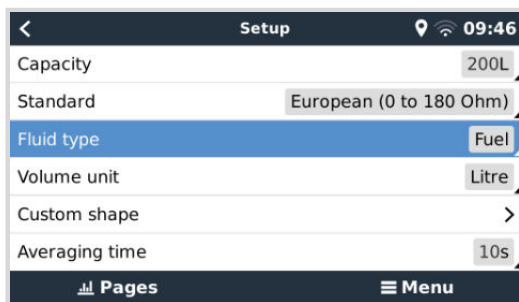 Setup 09:46
Capacity 200L
Standard European (0 to 180 Ohm)
Fluid type Fuel
Volume unit Litre
Custom shape
Averaging time 10s
Pages Menu